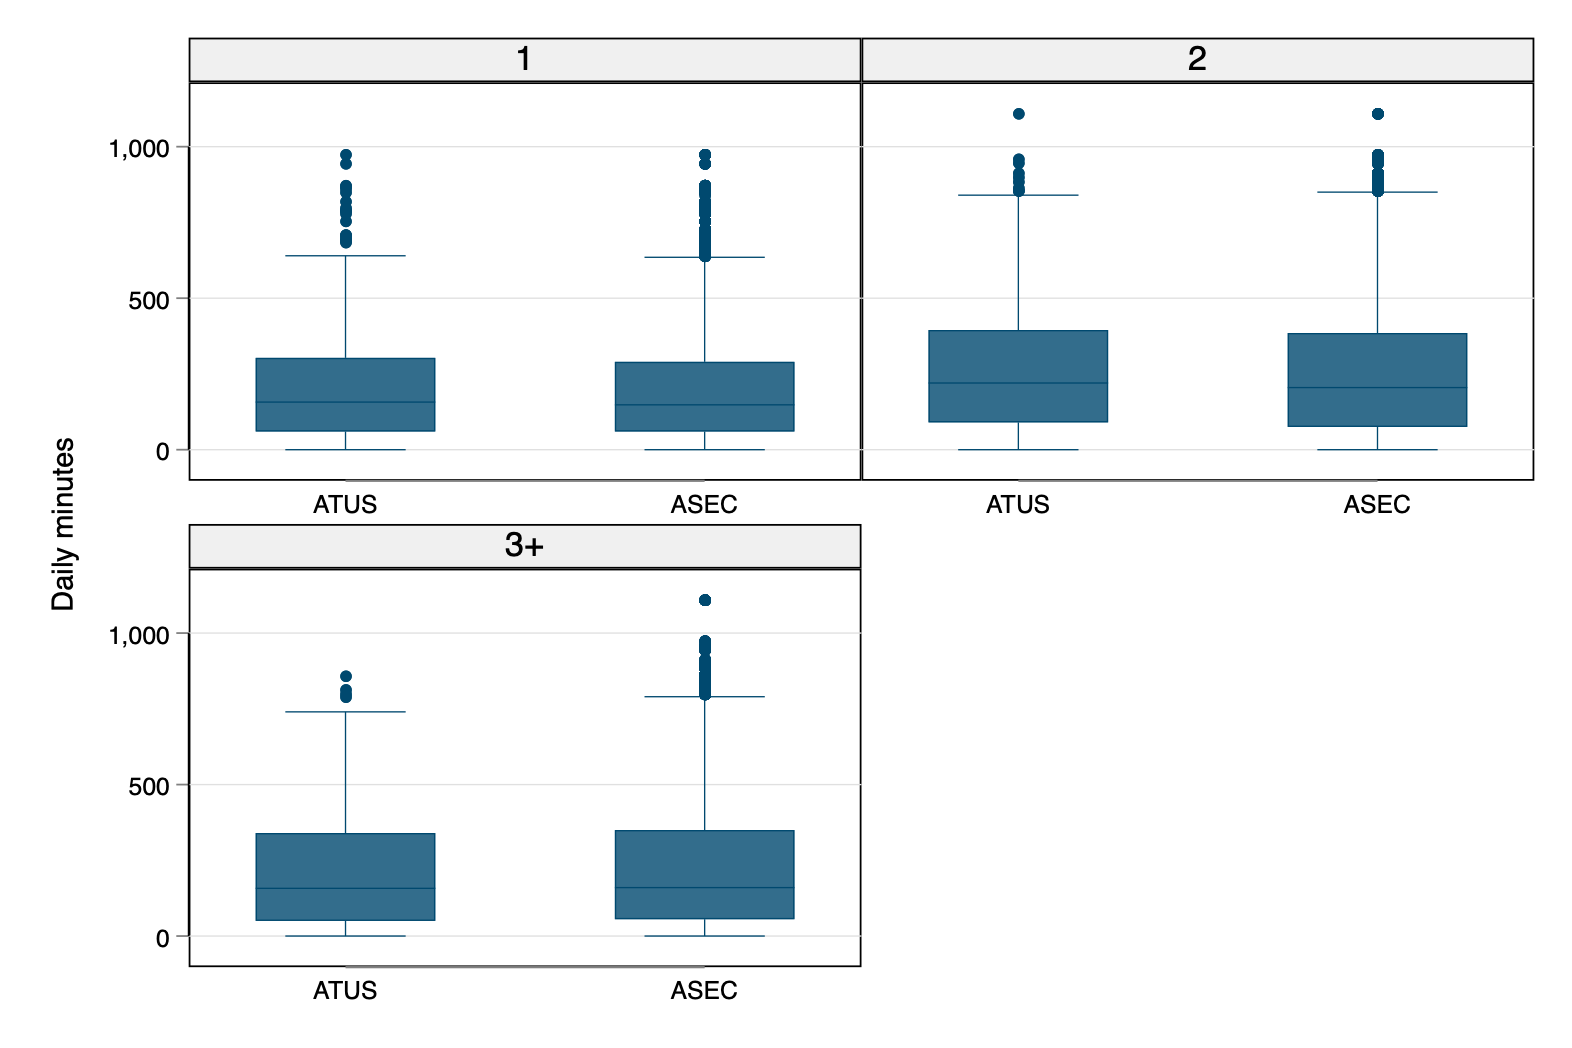 1
2
1,000
500
0
ATUS
ASEC
ATUS
ASEC
Daily minutes
3+
1,000
500
0
ATUS
ASEC